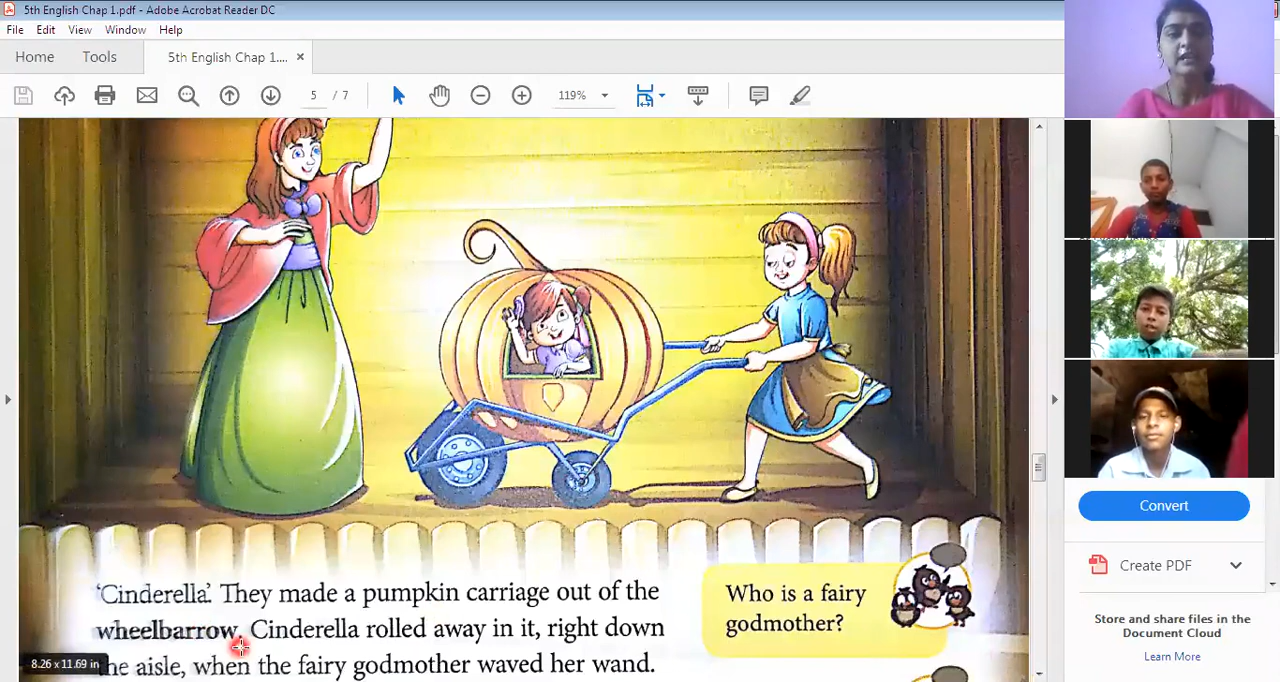 5th English Chap 1.pdf - Adobe Acrobat Reader DC
File Edit View Window Help
Home Tools 5th English Chap 1.... ×
5 / 7 119%
'Cinderella'. They made a pumpkin carriage out of the
wheelbarrow. Cinderella rolled away in it, right down
the aisle, when the fairy godmother waved her wand.
8.26 x 11.69 in
Who is a fairy
godmother?
Convert
Create PDF
Store and share files in the
Document Cloud
Learn More